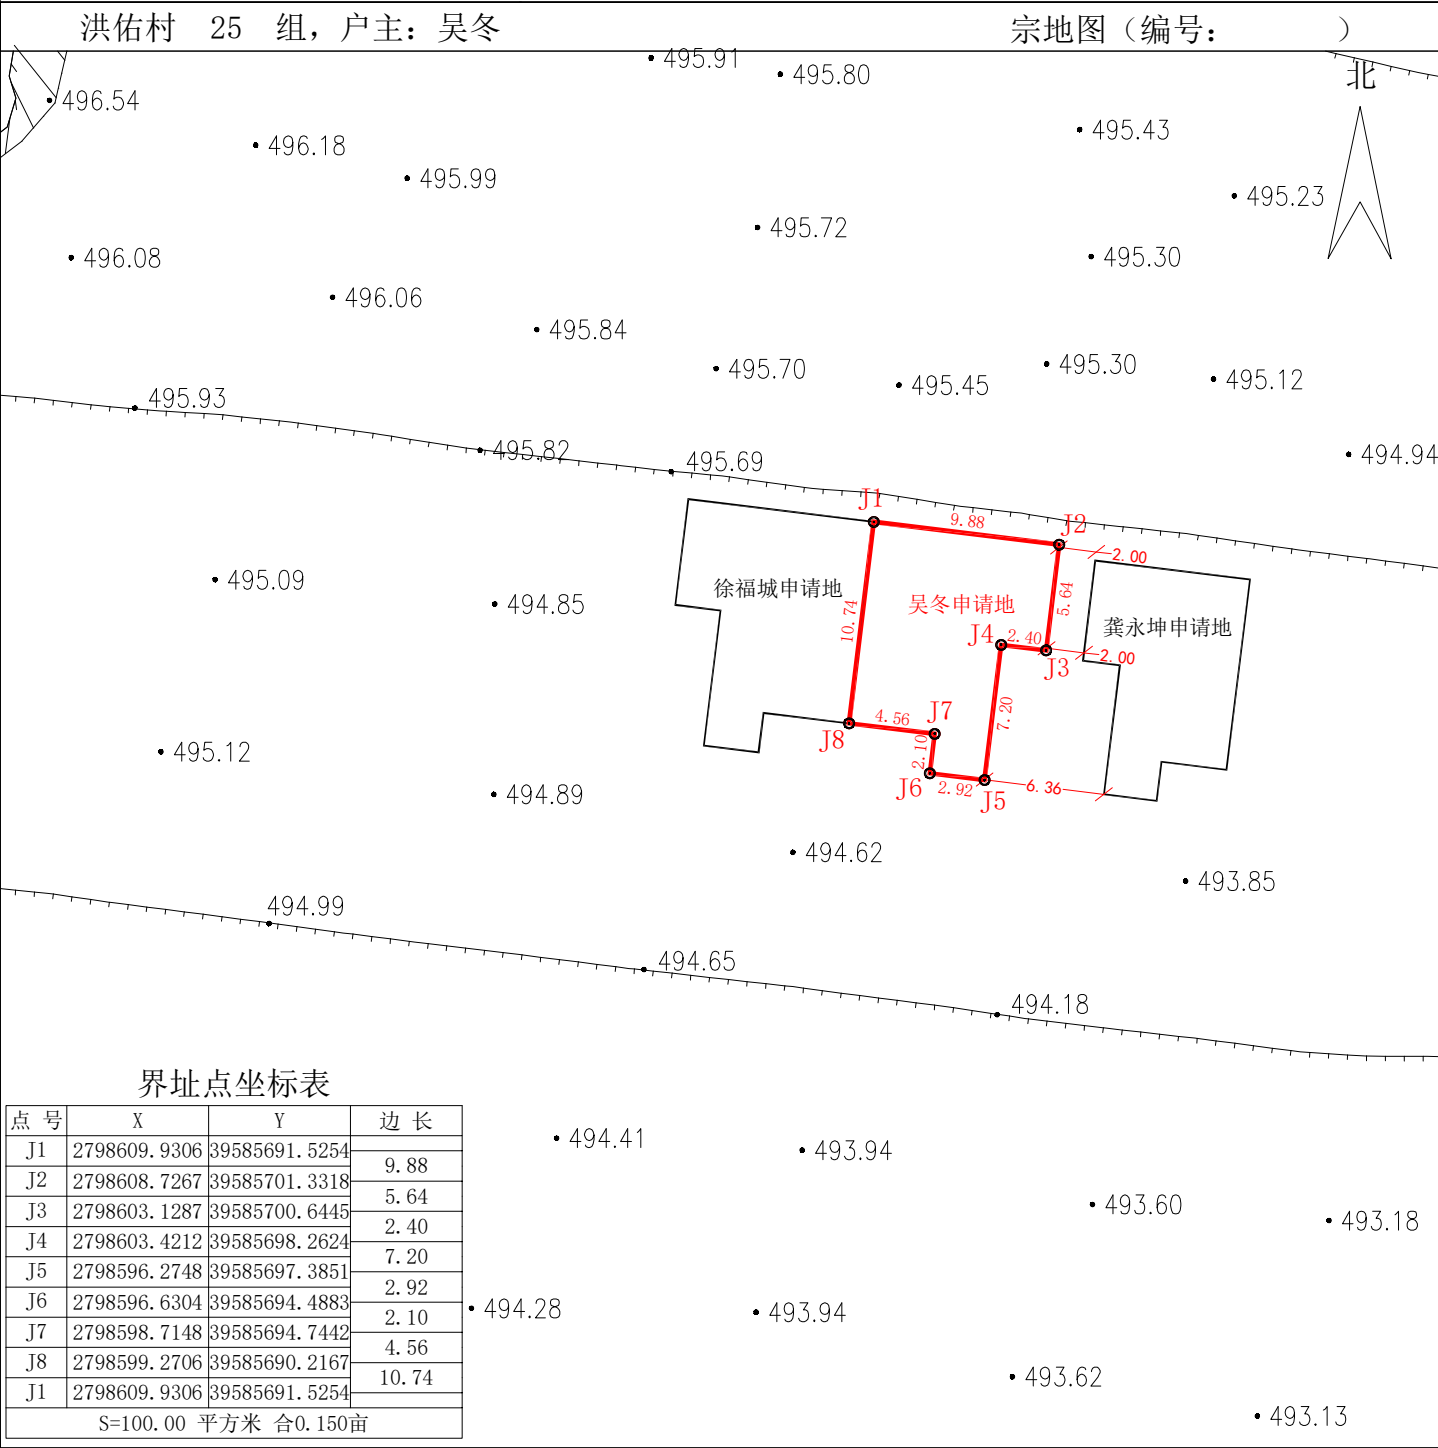 洪佑村 25 组，户主：吴冬 宗地图（编号： ）
北
495.91
495.80
496.54
495.43
496.18
495.99
495.23
495.72
496.08
495.30
496.06
495.84
495.70
495.30
495.45
495.12
495.93
495.82
495.69
494.94
J1
9.88
J2
2.00
495.09
494.85
徐福城申请地
吴冬申请地
5.64
10.74
龚永坤申请地
J4
2.40
J3
2.00
7.20
4.56
J7
J8
2.10
495.12
J6
2.92
J5
6.36
494.89
494.62
493.85
494.99
494.65
494.18
界址点坐标表
点 号 X Y 边 长
J1 2798609.9306 39585691.5254
9.88
J2 2798608.7267 39585701.3318
5.64
J3 2798603.1287 39585700.6445
2.40
J4 2798603.4212 39585698.2624
7.20
J5 2798596.2748 39585697.3851
2.92
J6 2798596.6304 39585694.4883
2.10
J7 2798598.7148 39585694.7442
4.56
J8 2798599.2706 39585690.2167
10.74
J1 2798609.9306 39585691.5254
S=100.00 平方米 合0.150亩
494.41
493.94
493.60
493.18
494.28
493.94
493.62
493.13